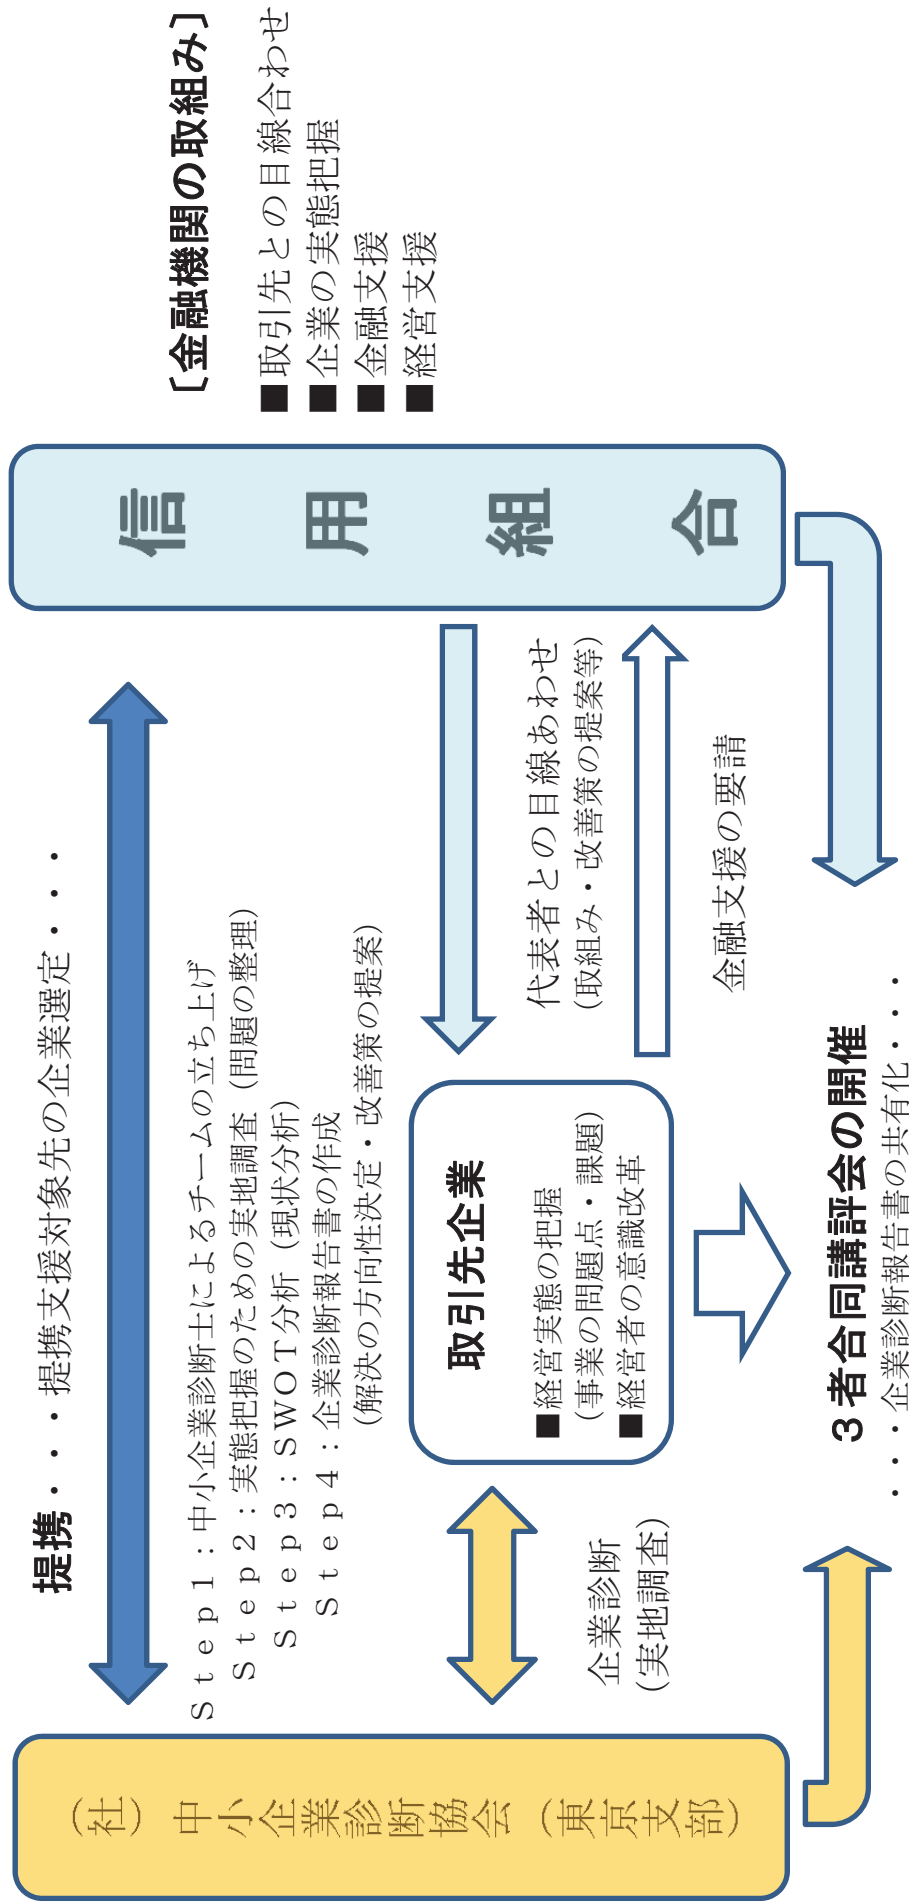 提携・・・提携支援対象先の企業選定・・・
Ｓｔｅｐ１：中小企業診断士によるチームの立ち上げ
Ｓｔｅｐ２：実態把握のための実地調査（問題の整理）
Ｓｔｅｐ３：ＳＷＯＴ分析（現状分析）
Ｓｔｅｐ４：企業診断報告書の作成
（解決の方向性決定・改善策の提案）
（社）中小企業診断協会（東京支部）
企業診断
（実地調査）
取引先企業
■経営実態の把握
（事業の問題点・課題）
■経営者の意識改革
代表者との目線あわせ
（取組み・改善策の提案等）
金融支援の要請
信用組合
［金融機関の取組み］
■取引先との目線合わせ
■企業の実態把握
■金融支援
■経営支援
３者合同講評会の開催
・・・企業診断報告書の共有化・・・